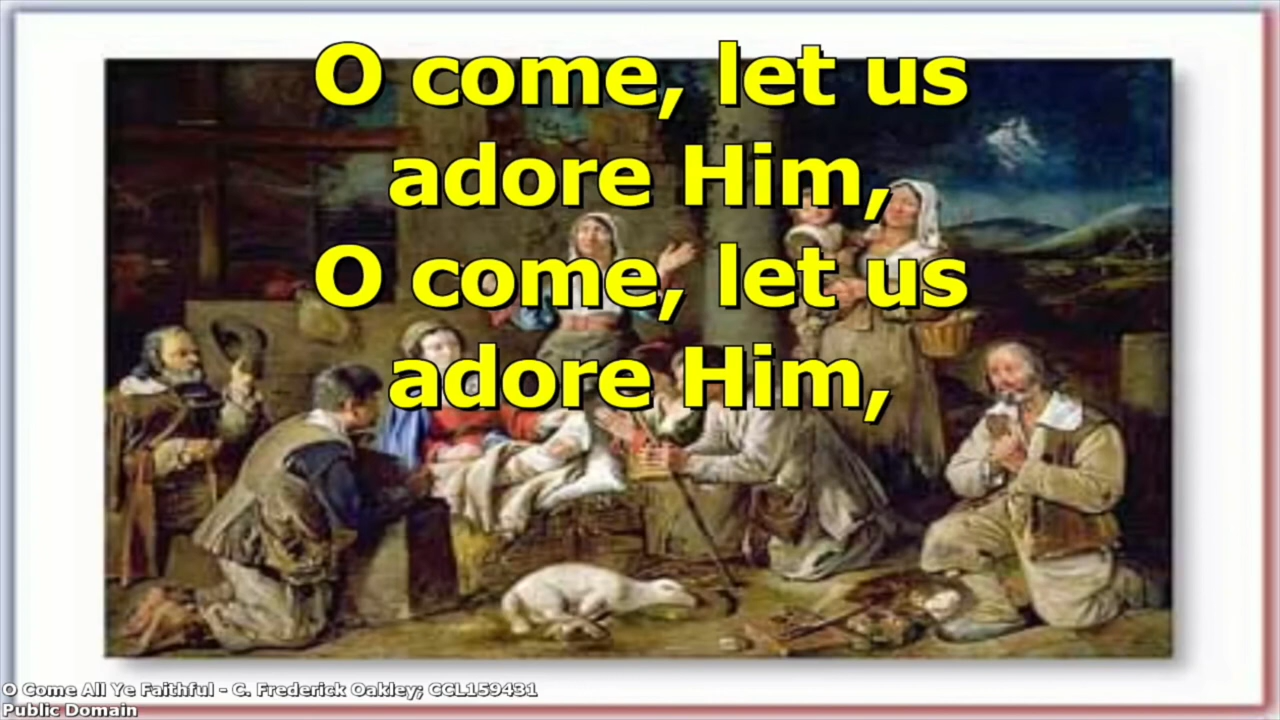 O come, let us
adore Him,
O come, let us
adore Him,
O Come All Ye Faithful - C. Frederick Oakley; CCL159431
Public Domain